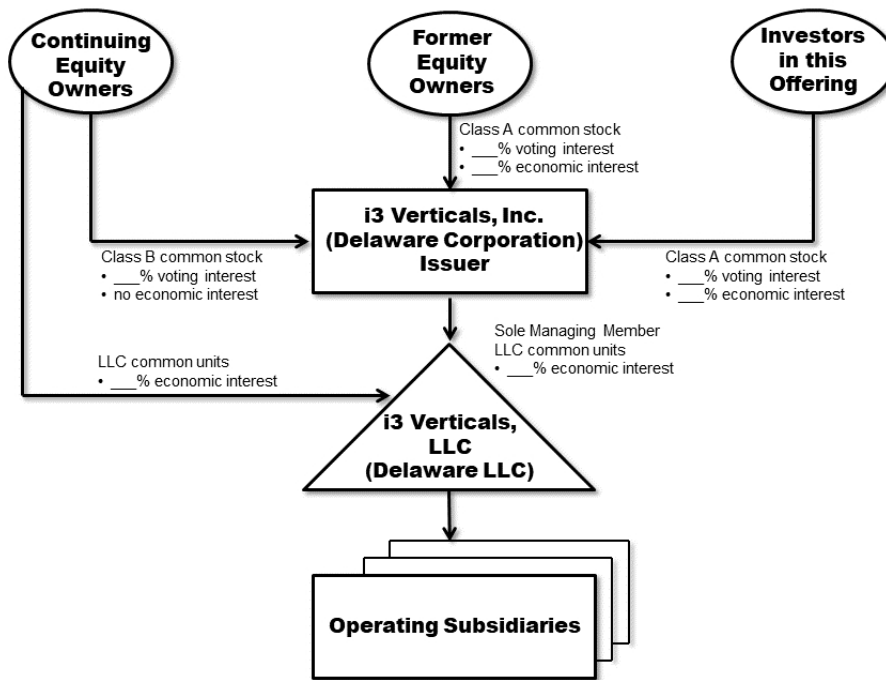 Continuing
Equity
Owners
Former
Equity
Owners
Investors
in this
Offering
Class A common stock
• ___% voting interest
• ___% economic interest
i3 Verticals, Inc.
(Delaware Corporation)
Issuer
Class B common stock
• ___% voting interest
• no economic interest
Class A common stock
• ___% voting interest
• ___% economic interest
Sole Managing Member
LLC common units
• ___% economic interest
LLC common units
• ___% economic interest
i3 Verticals,
LLC
(Delaware LLC)
Operating Subsidiaries